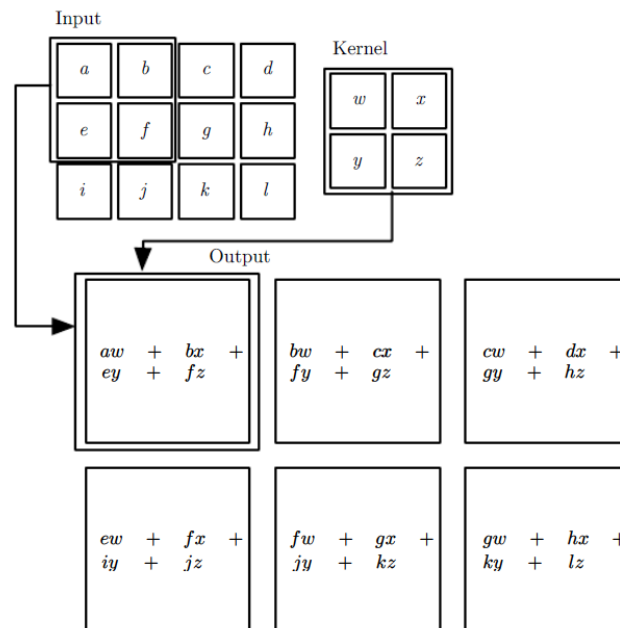 Input
a b c d
e f g h
i j k l
Kernel
w x
y z
Output
aw + bx +
ey + fz
bw + cx +
fy + gz
cw + dx +
gy + hz
ew + fx +
iy + jz
fw + gx +
jy + kz
gw + hx +
ky + lz